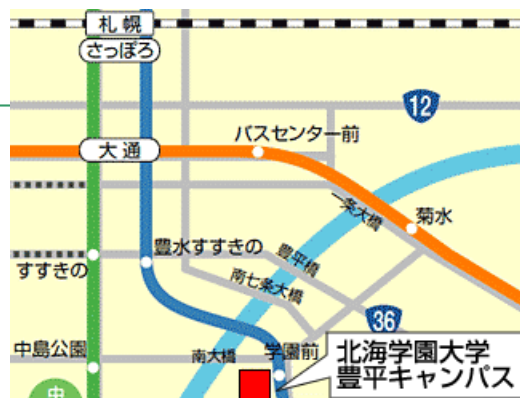 札幌
さっぽろ
12
バスセンター前
大通
一条大橋
菊水
豊水すすきの
豊平橋
すすきの
南七条大橋
36
中島公園
南大橋
学園前
北海学園大学
豊平キャンパス
中